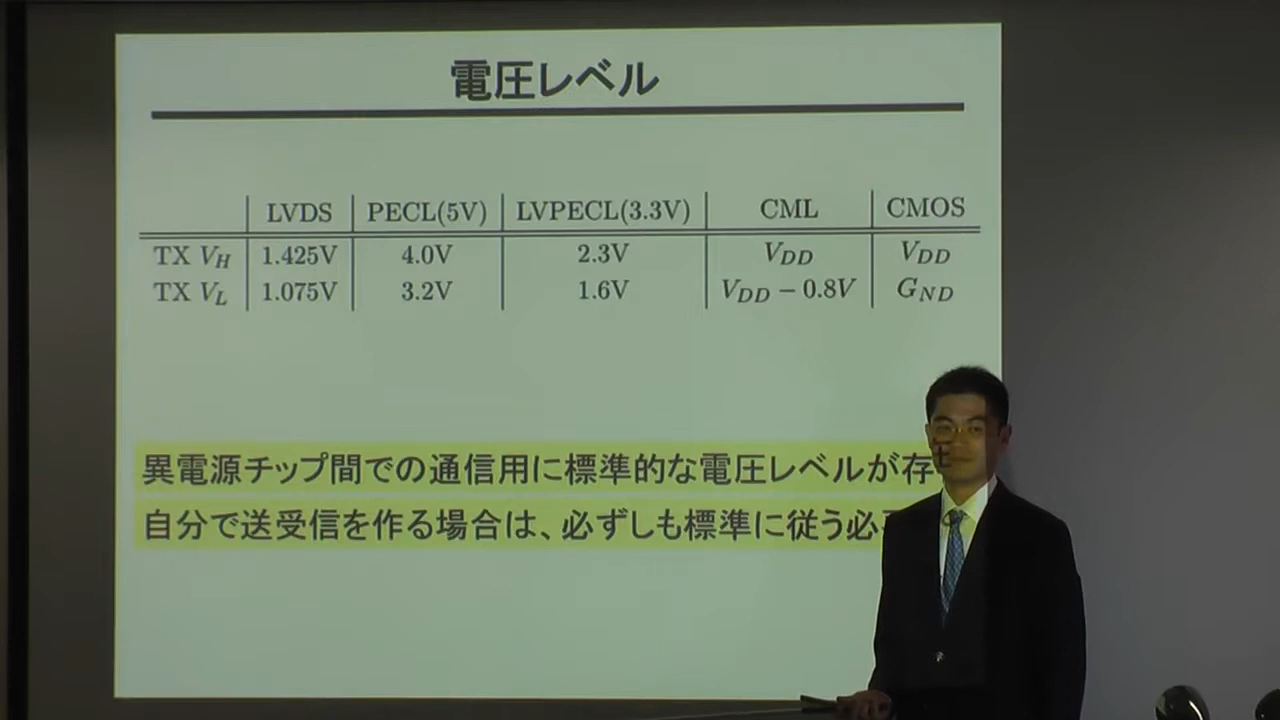 電圧レベル
LVDS PECL(5V) LVPECL(3.3V) CML CMOS
TX V_H 1.425V 4.0V 2.3V V_DD V_DD
TX V_L 1.075V 3.2V 1.6V V_DD − 0.8V G_ND
異電源チップ間での通信用に標準的な電圧レベルが存
自分で送受信を作る場合は、必ずしも標準に従う必